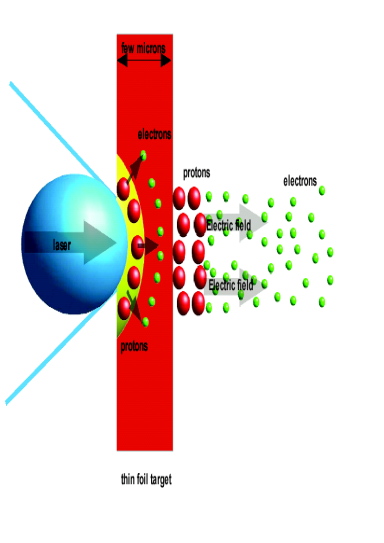 few microns
electrons
protons
electrons
Electric field
laser
Electric field
protons
thin foil target